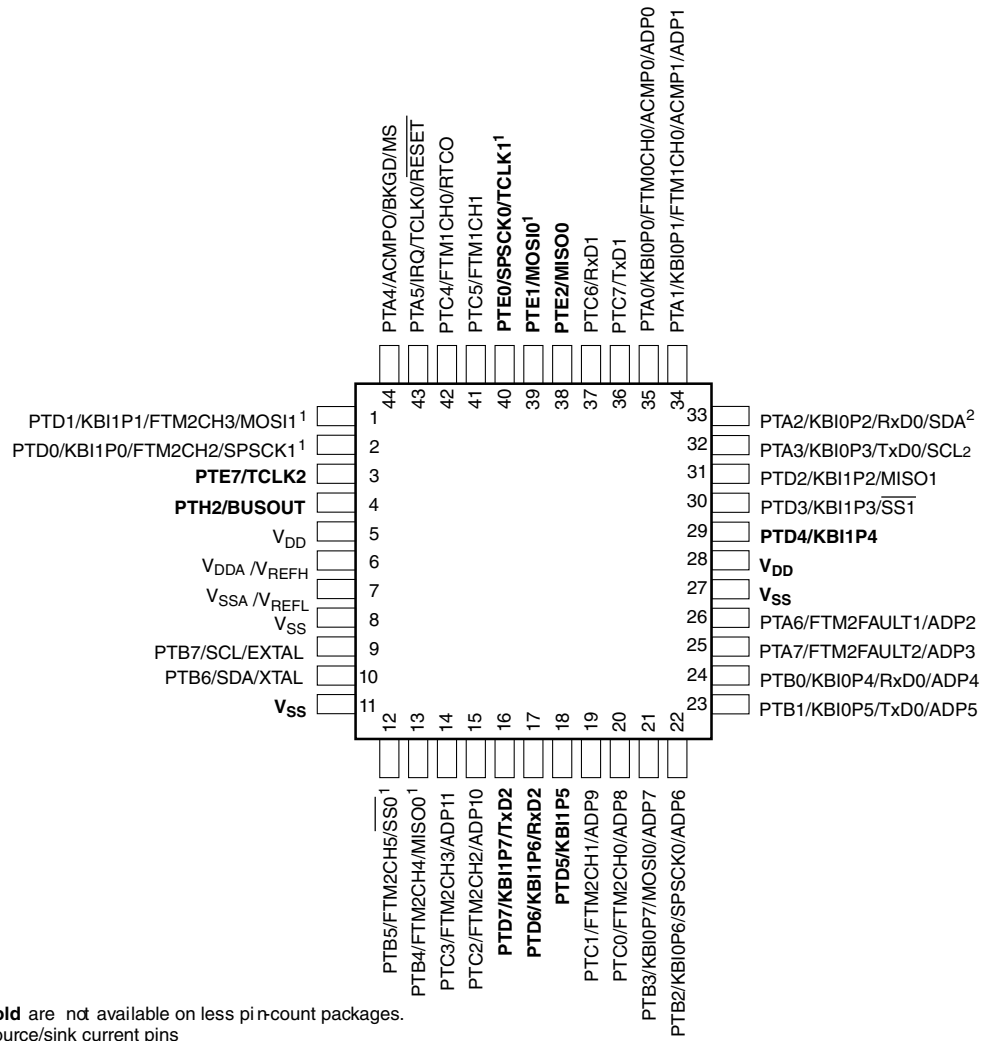 PTA4/ACMPO/BKGD/MS
PTA5/IRQ/TCLK0/RESET
PTC4/FTM1CH0/RTCO
PTC5/FTM1CH1
PTE0/SPSCK0/TCLK1¹
PTE1/MOSI0¹
PTE2/MISO0
PTC6/RxD1
PTC7/TxD1
PTA0/KBI0P0/FTM0CH0/ACMP0/ADP0
PTA1/KBI0P1/FTM1CH0/ACMP1/ADP1
44 43 42 41 40 39 38 37 36 35 34
PTD1/KBI1P1/FTM2CH3/MOSI1¹ 1
PTD0/KBI1P0/FTM2CH2/SPSCK1¹ 2
PTE7/TCLK2 3
PTH2/BUSOUT 4
VDD 5
VDDA /VREFH 6
VSSA /VREFL 7
VSS 8
PTB7/SCL/EXTAL 9
PTB6/SDA/XTAL 10
VSS 11
33 PTA2/KBI0P2/RxD0/SDA²
32 PTA3/KBI0P3/TxD0/SCL2
31 PTD2/KBI1P2/MISO1
30 PTD3/KBI1P3/SS1
29 PTD4/KBI1P4
28 VDD
27 VSS
26 PTA6/FTM2FAULT1/ADP2
25 PTA7/FTM2FAULT2/ADP3
24 PTB0/KBI0P4/RxD0/ADP4
23 PTB1/KBI0P5/TxD0/ADP5
12 13 14 15 16 17 18 19 20 21 22
PTB5/FTM2CH5/SS0¹
PTB4/FTM2CH4/MISO0¹
PTC3/FTM2CH3/ADP11
PTC2/FTM2CH2/ADP10
PTD7/KBI1P7/TxD2
PTD6/KBI1P6/RxD2
PTD5/KBI1P5
PTC1/FTM2CH1/ADP9
PTC0/FTM2CH0/ADP8
PTB3/KBI0P7/MOSI0/ADP7
PTB2/KBI0P6/SPSCK0/ADP6
old are not available on less pin-count packages.
ource/sink current pins